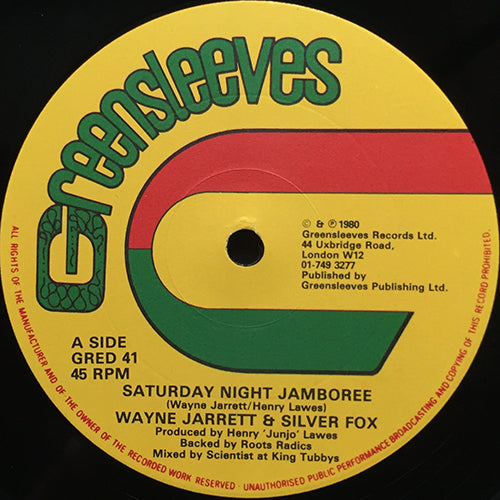 Greensleeves
© & ℗ 1980
Greensleeves Records Ltd.
44 Uxbridge Road,
London W12
01-749 3277
Published by
Greensleeves Publishing Ltd.
A SIDE
GRED 41
45 RPM
SATURDAY NIGHT JAMBOREE
(Wayne Jarrett/Henry Lawes)
WAYNE JARRETT & SILVER FOX
Produced by Henry 'Junjo' Lawes
Backed by Roots Radics
Mixed by Scientist at King Tubbys
ALL RIGHTS OF THE MANUFACTURER AND OF THE OWNER OF THE RECORDED WORK RESERVED UNAUTHORISED PUBLIC PERFORMANCE BROADCASTING AND COPYING OF THIS RECORD PROHIBITED.